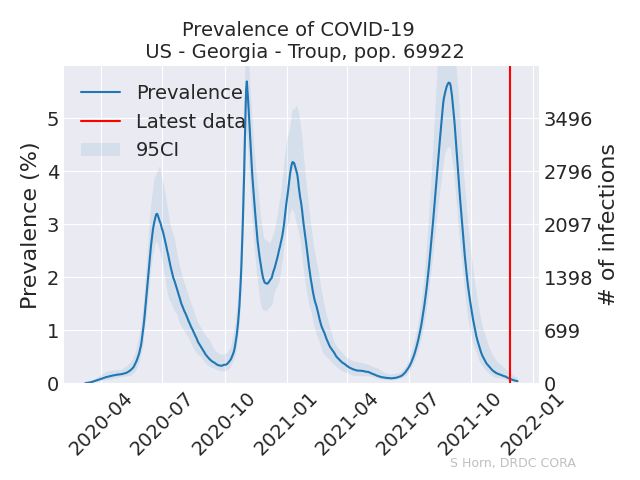 Prevalence of COVID-19
US - Georgia - Troup, pop. 69922
Prevalence
Latest data
95CI
Prevalence (%)
5
4
3
2
1
0
3496
2796
2097
1398
699
0
# of infections
2020-04
2020-07
2020-10
2021-01
2021-04
2021-07
2021-10
2022-01
S Horn, DRDC CORA